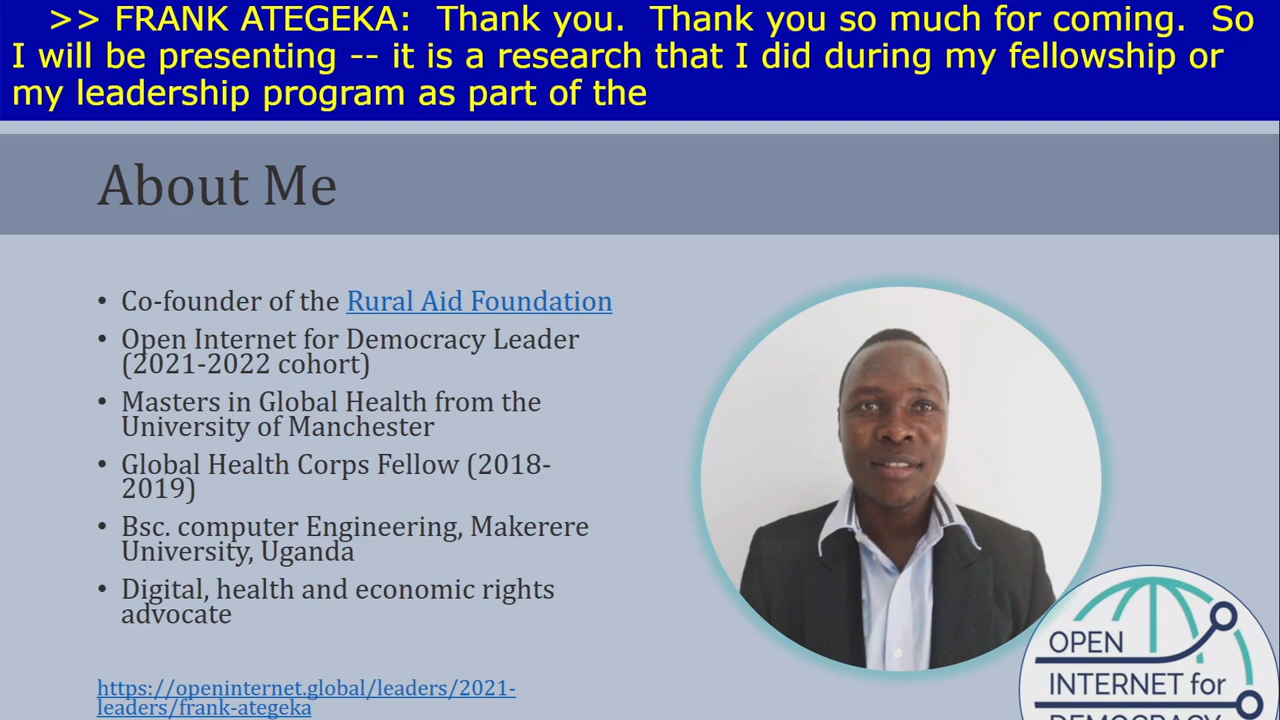 >> FRANK ATEGEKA:  Thank you.  Thank you so much for coming.  So
I will be presenting -- it is a research that I did during my fellowship or
my leadership program as part of the
About Me
• Co-founder of the Rural Aid Foundation
• Open Internet for Democracy Leader
(2021-2022 cohort)
• Masters in Global Health from the
University of Manchester
• Global Health Corps Fellow (2018-
2019)
• Bsc. computer Engineering, Makerere
University, Uganda
• Digital, health and economic rights
advocate
https://openinternet.global/leaders/2021-
leaders/frank-ategeka
OPEN
INTERNET for
DEMOCRACY